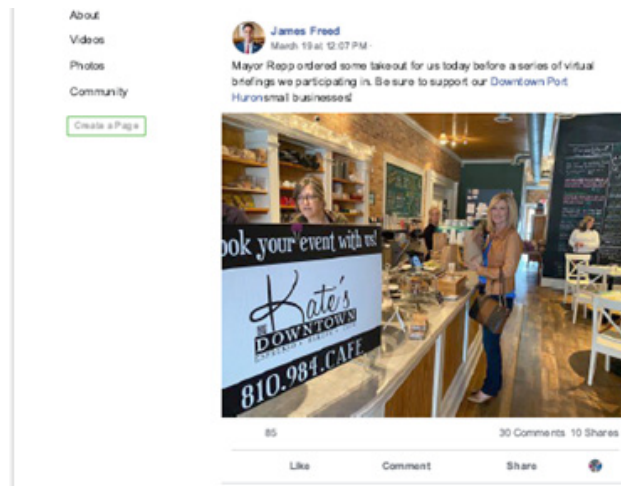 About
Videos
Photos
Community
Create a Page
James Freed
March 19 at 12:07 PM ·
Mayor Repp ordered some takeout for us today before a series of virtual
briefings we participating in. Be sure to support our Downtown Port
Huronsmall businesses!
ook your event with us!
Kate's
DOWNTOWN
810.984.CAFE
85
30 Comments 10 Shares
Like
Comment
Share